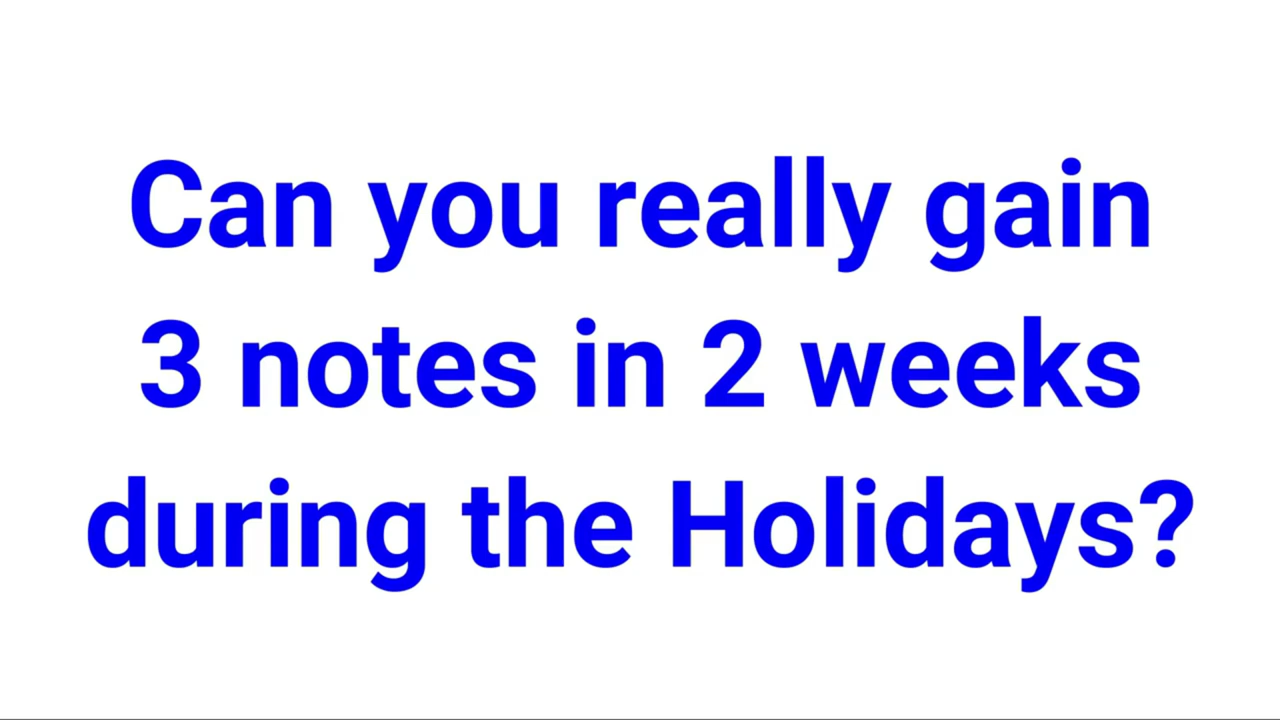 Can you really gain
3 notes in 2 weeks
during the Holidays?